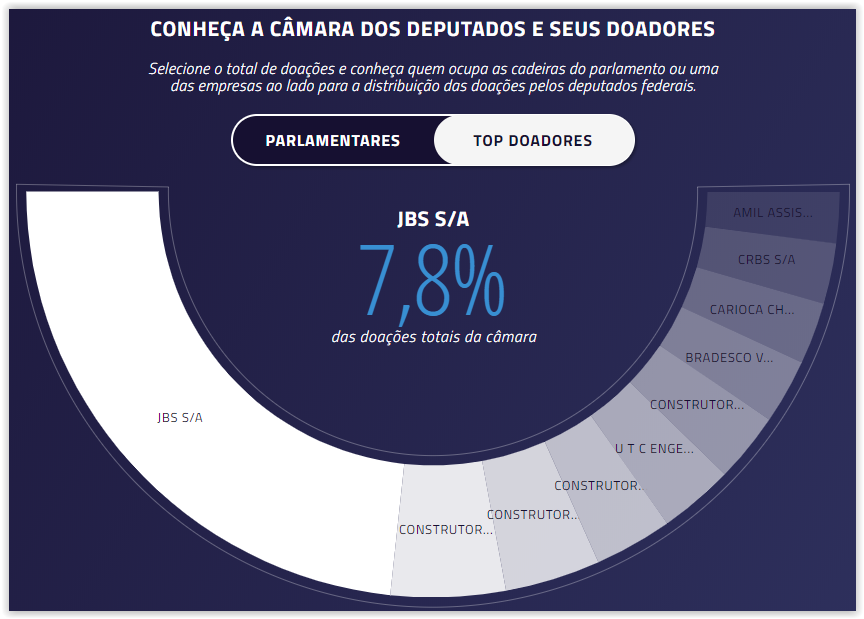 CONHEÇA A CÂMARA DOS DEPUTADOS E SEUS DOADORES
Selecione o total de doações e conheça quem ocupa as cadeiras do parlamento ou uma
das empresas ao lado para a distribuição das doações pelos deputados federais.
PARLAMENTARES
TOP DOADORES
JBS S/A
7,8%
das doações totais da câmara
AMIL ASSIS...
CRBS S/A
CARIOCA CH...
BRADESCO V...
CONSTRUTOR...
U T C ENGE...
CONSTRUTOR...
CONSTRUTOR...
CONSTRUTOR...
JBS S/A